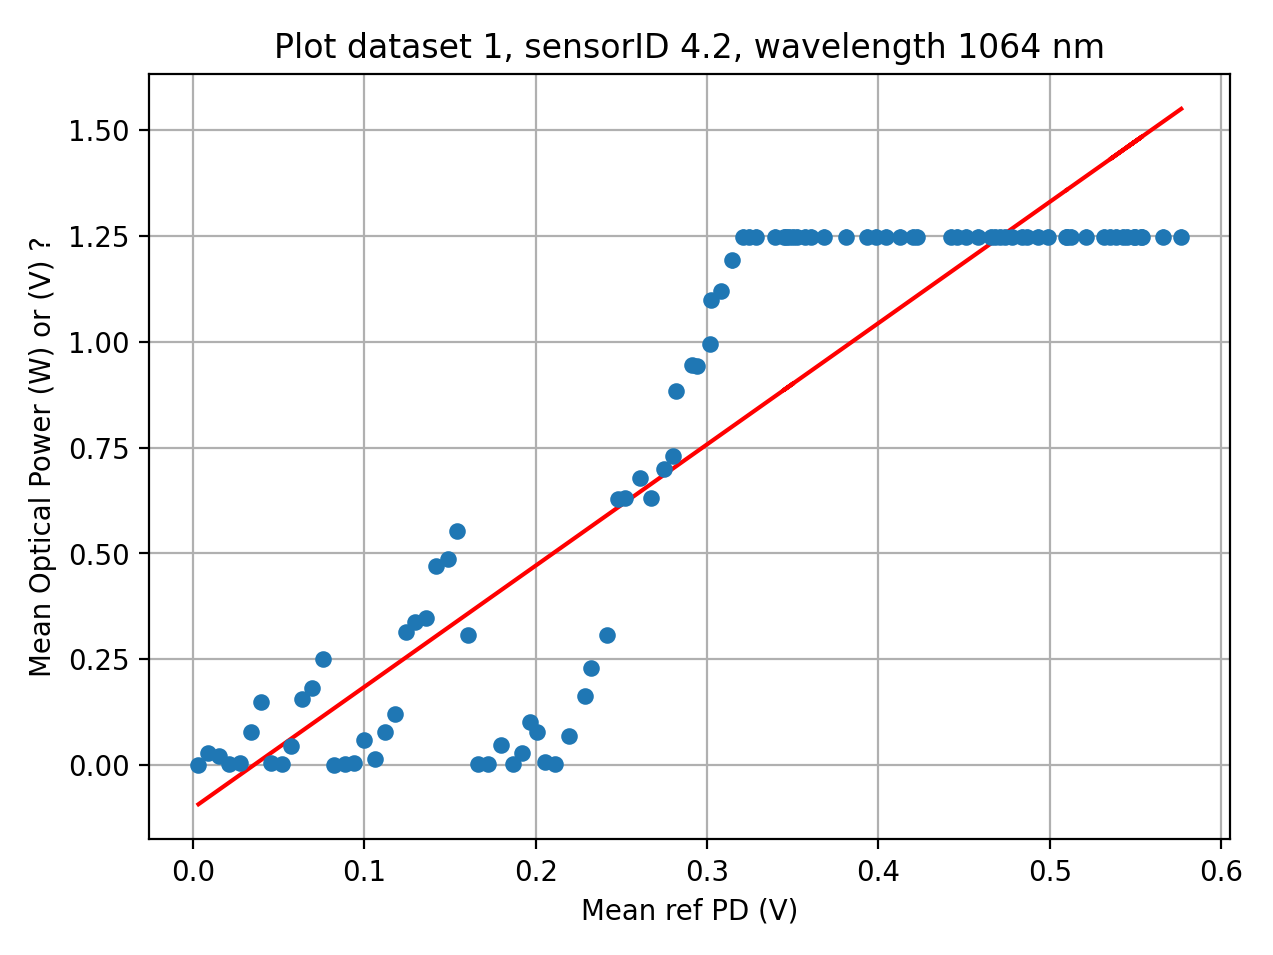 Plot dataset 1, sensorID 4.2, wavelength 1064 nm
Mean Optical Power (W) or (V) ?
1.50
1.25
1.00
0.75
0.50
0.25
0.00
0.0 0.1 0.2 0.3 0.4 0.5 0.6
Mean ref PD (V)